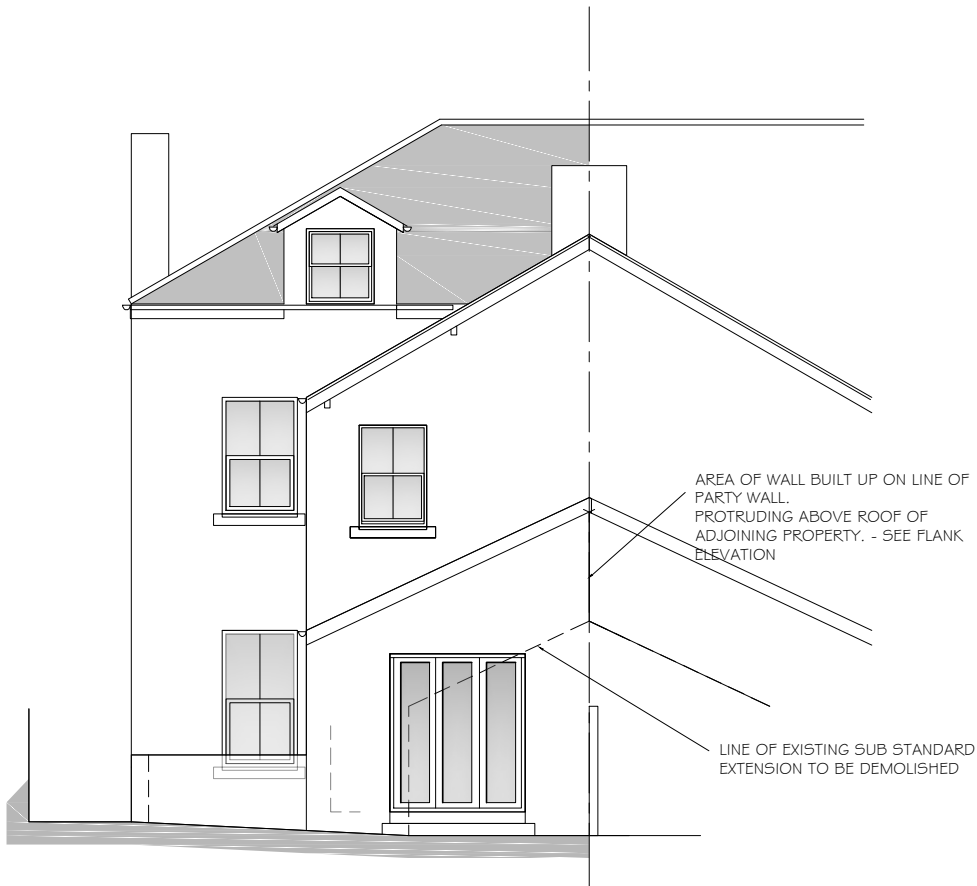 AREA OF WALL BUILT UP ON LINE OF
PARTY WALL.
PROTRUDING ABOVE ROOF OF
ADJOINING PROPERTY. - SEE FLANK
ELEVATION
LINE OF EXISTING SUB STANDARD
EXTENSION TO BE DEMOLISHED